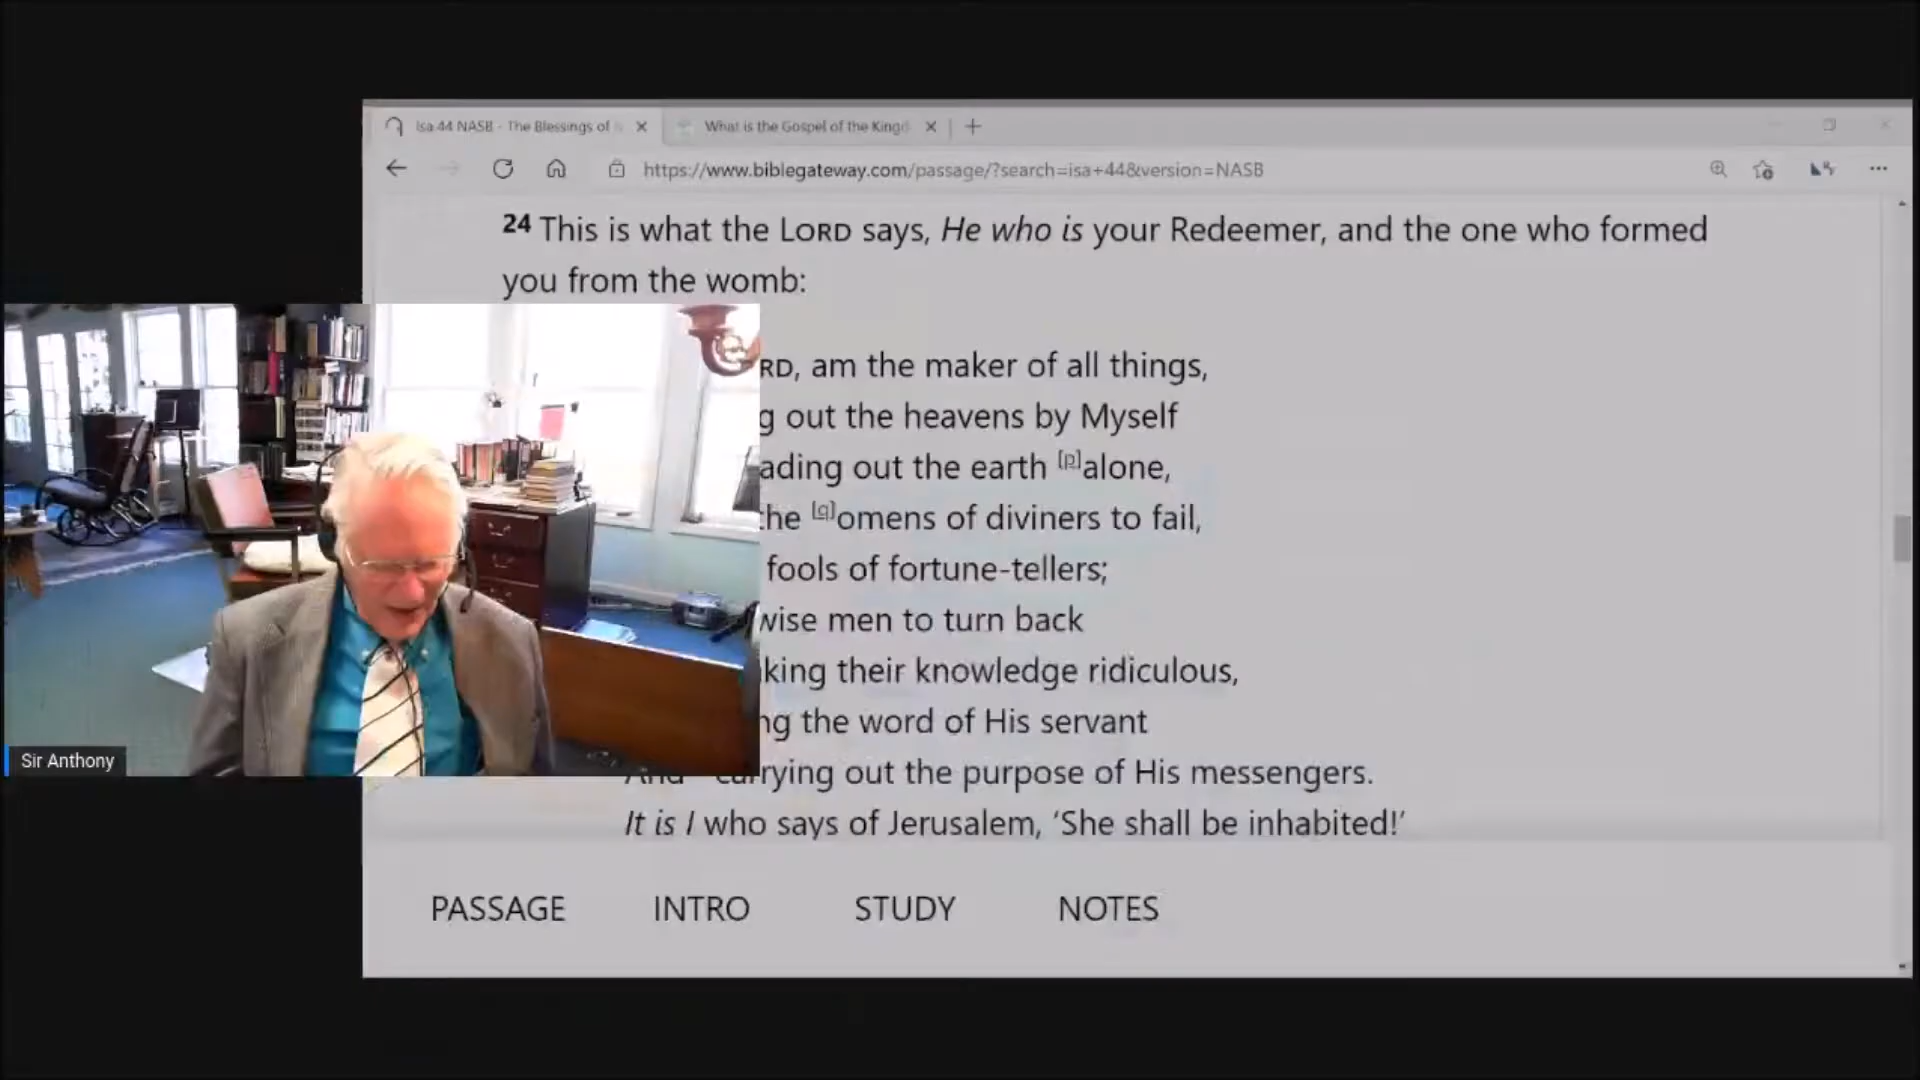 Isa 44 NASB - The Blessings of
What is the Gospel of the Kingd
https://www.biblegateway.com/passage/?search=isa+44&version=NASB
24 This is what the LORD says, He who is your Redeemer, and the one who formed
you from the womb:
RD, am the maker of all things,
g out the heavens by Myself
ading out the earth [p]alone,
the [q]omens of diviners to fail,
fools of fortune-tellers;
wise men to turn back
king their knowledge ridiculous,
ng the word of His servant
And carrying out the purpose of His messengers.
It is I who says of Jerusalem, ‘She shall be inhabited!’
Sir Anthony
PASSAGE INTRO STUDY NOTES